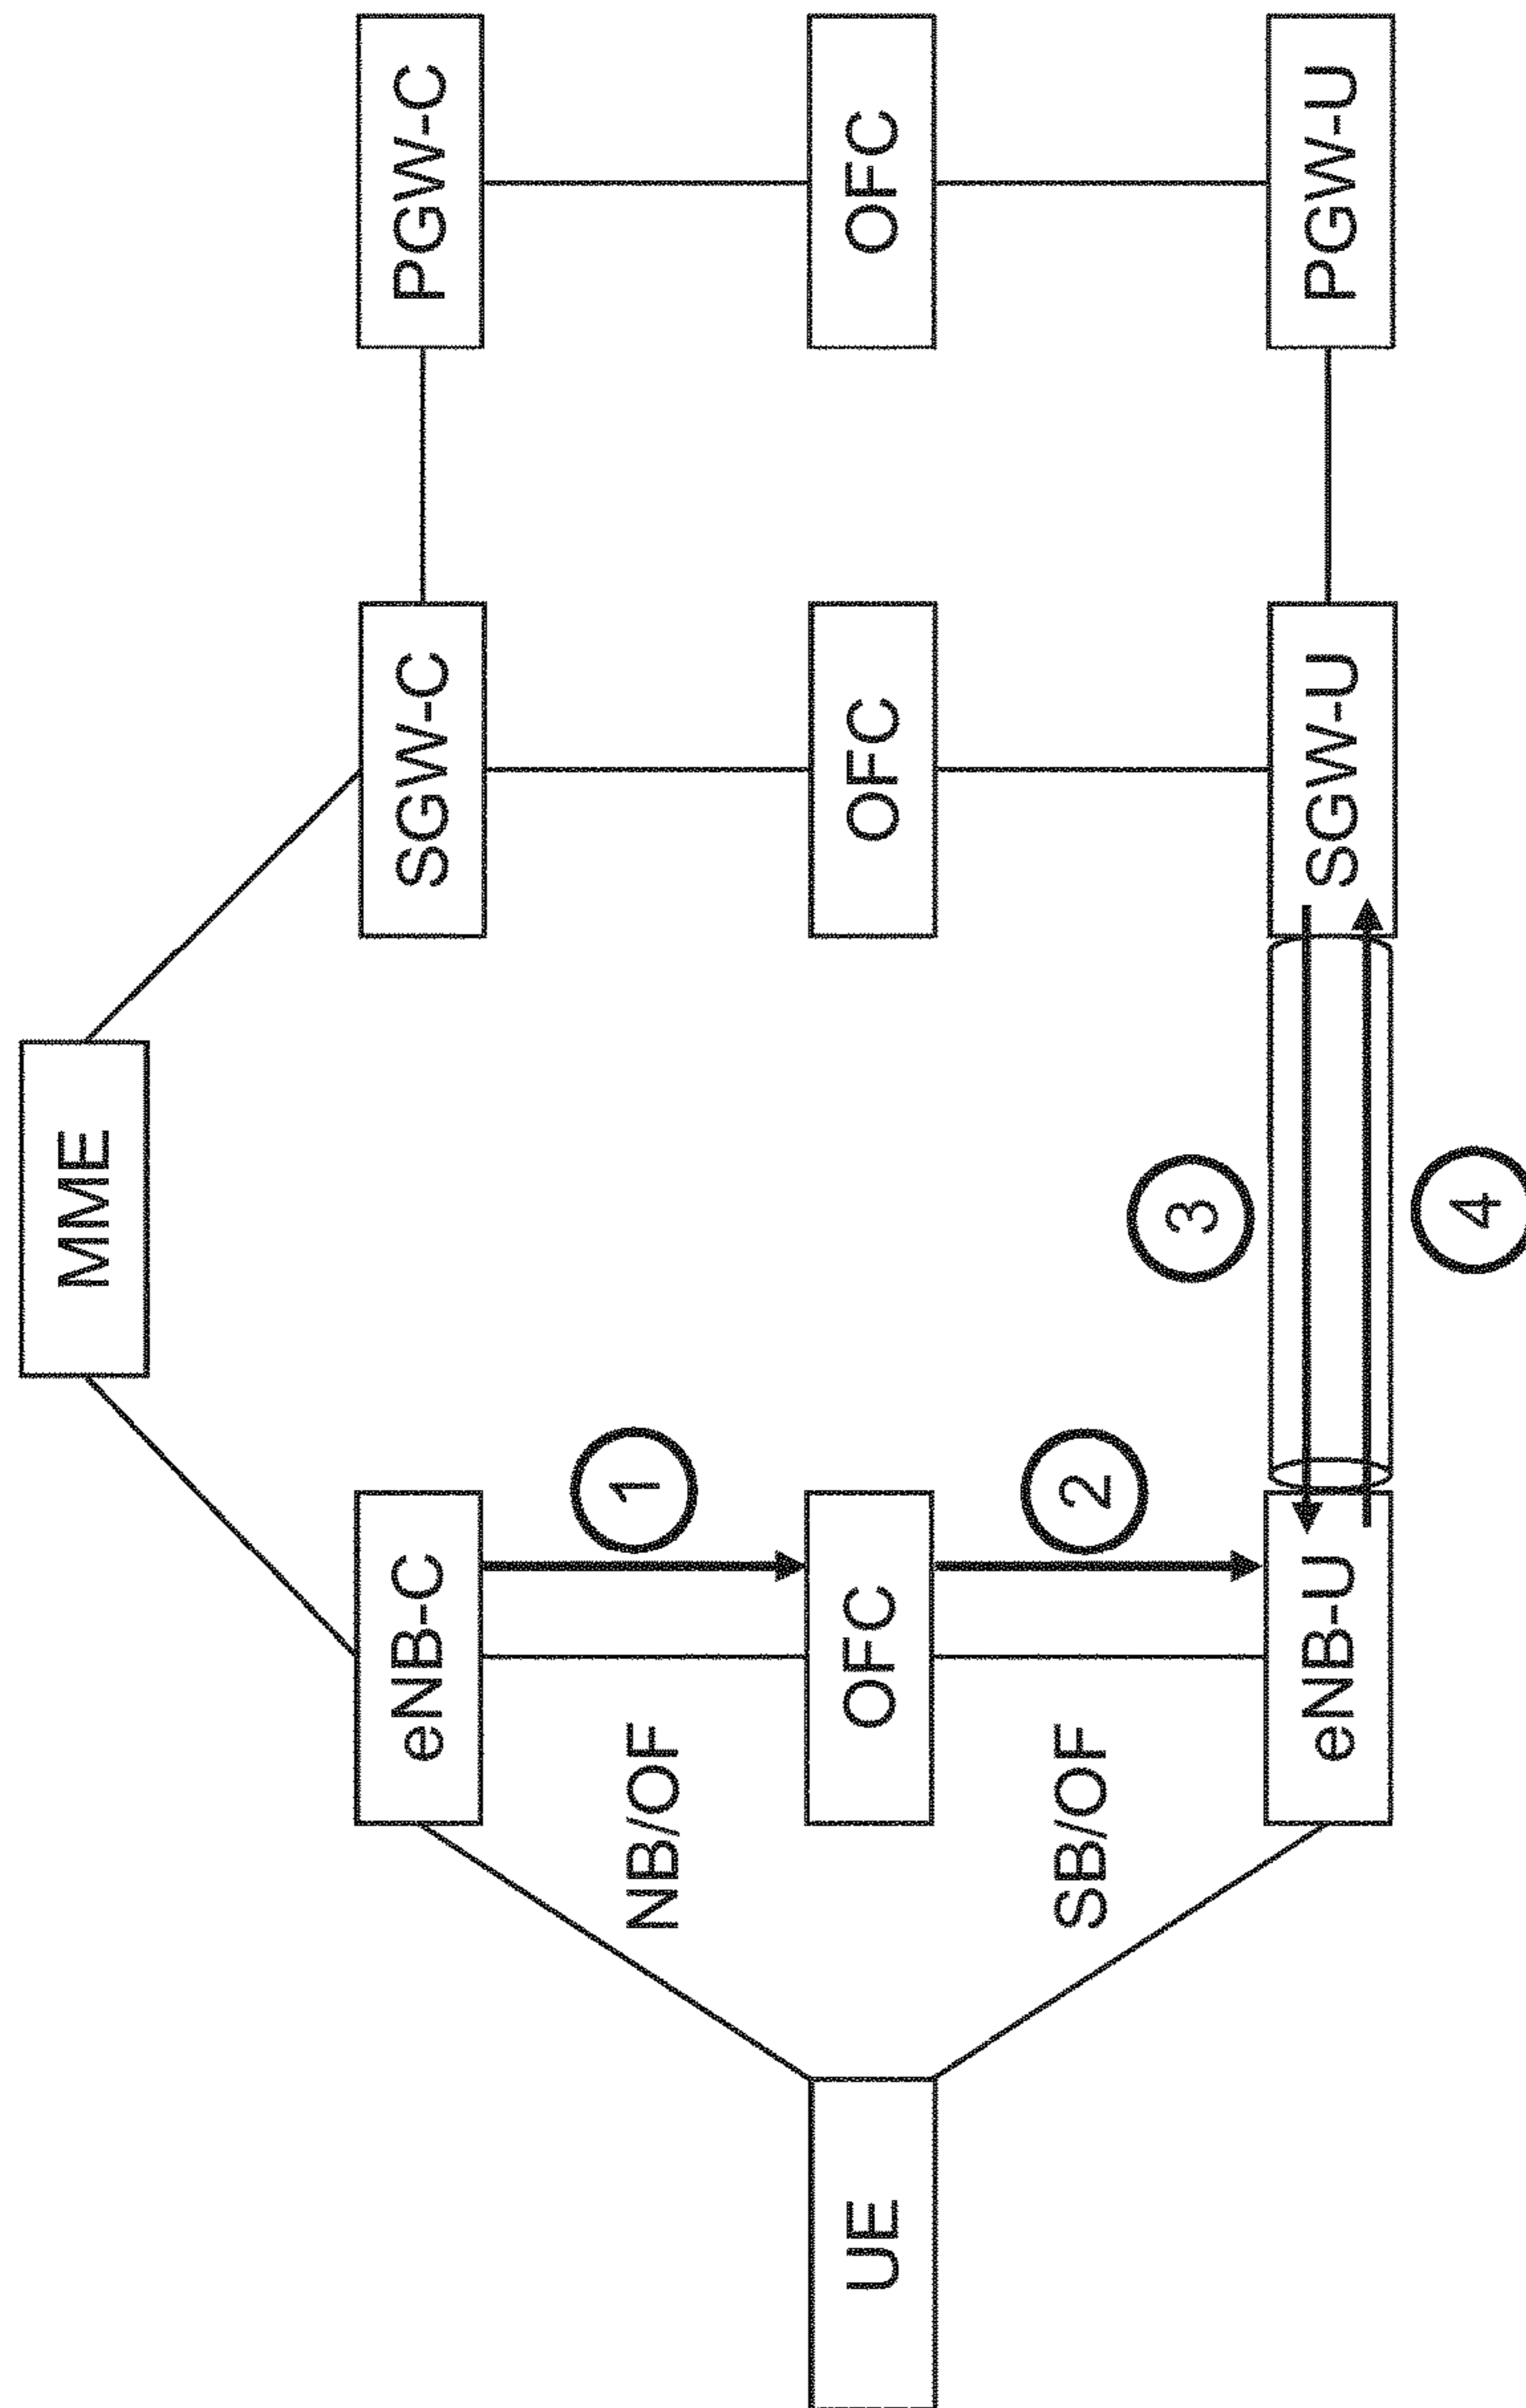 MME
eNB-C
SGW-C
PGW-C
NB/OF
1
UE
OFC
OFC
OFC
SB/OF
2
3
eNB-U
SGW-U
PGW-U
4